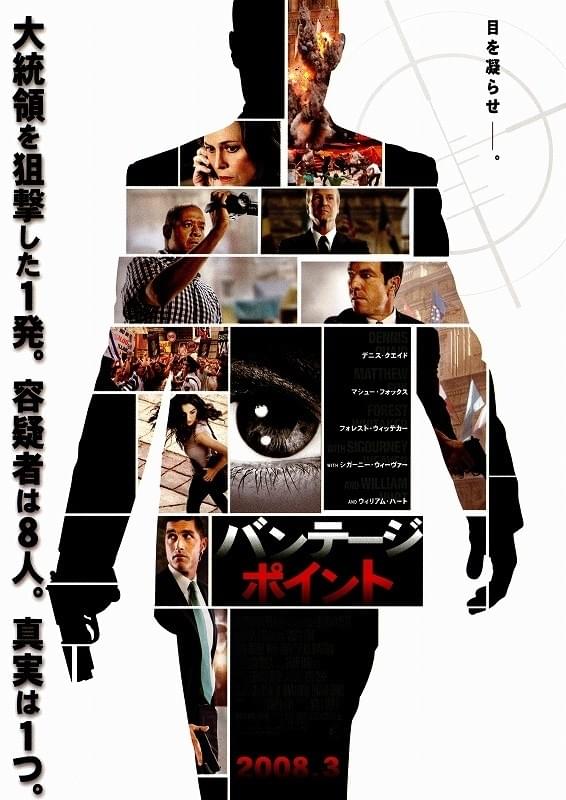 大統領を狙撃した1発。容疑者は8人。真実は1つ。
目を凝らせ──。
DENNIS
デニス・クエイド
MATTHEW
マシュー・フォックス
FOREST
フォレスト・ウィッテカー
WITH SIGOURNEY
WITH シガーニー・ウィーヴァー
AND WILLIAM
AND ウィリアム・ハート
バンテージ
ポイント
2008.3